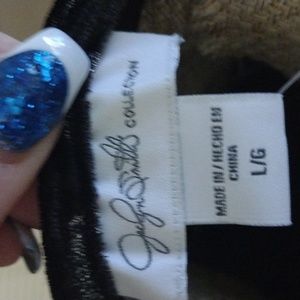 Jaclyn Smith
COLLECTION
MADE IN / HECHO EN
CHINA
L/G